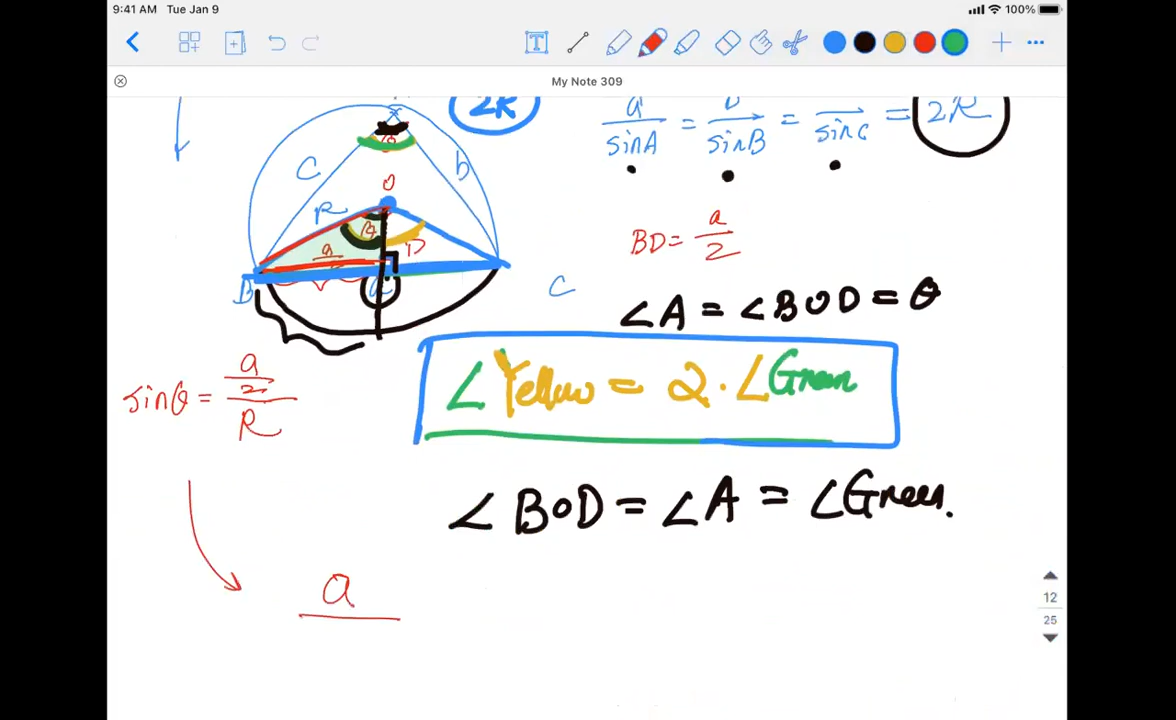 9:41 AM Tue Jan 9
100%
My Note 309
2R
a/sinA = b/sinB = /sinC = 2R
θ
C
b
O
R
θ
D
a/2
B
C
BD = a/2
∠A = ∠BOD = θ
∠Yellow = 2·∠Green
sinθ = a/2/R
∠BOD = ∠A = ∠Green.
a
12
25